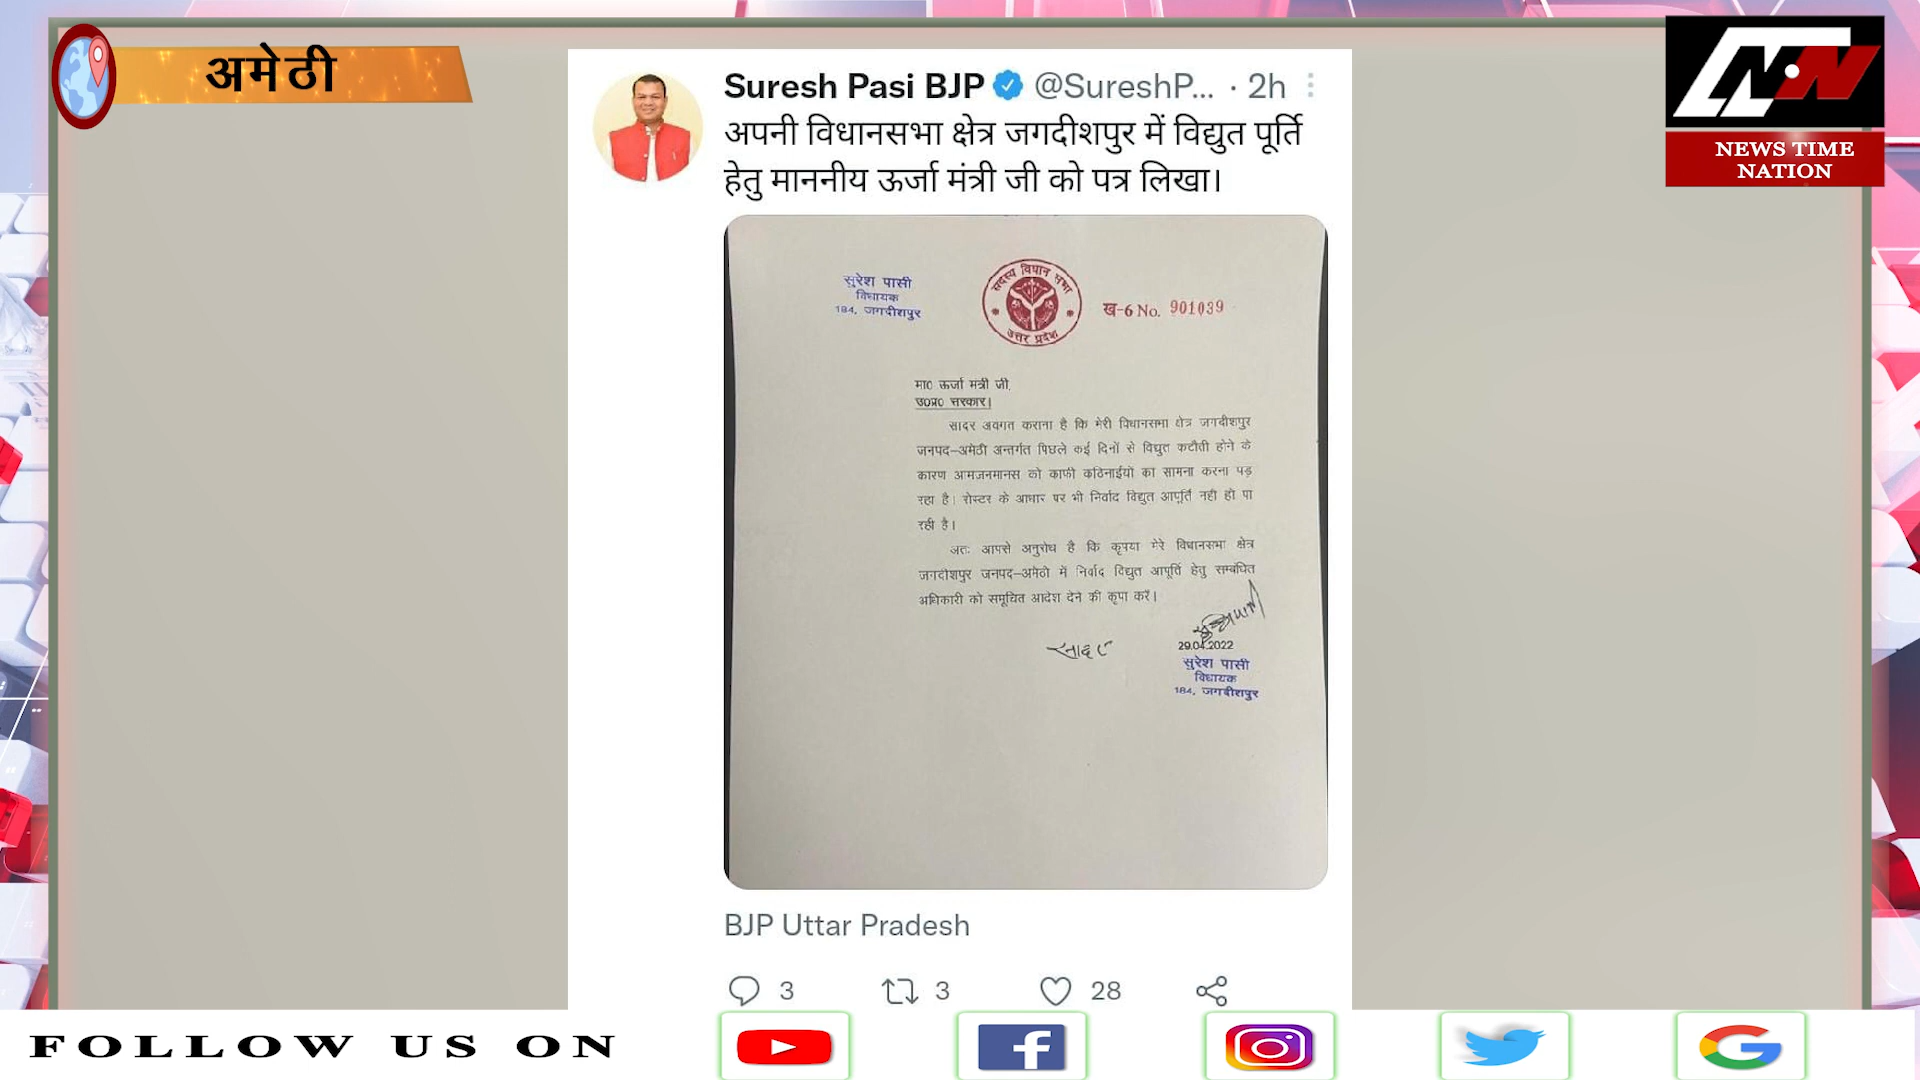 अमेठी
NEWS TIME
NATION
Suresh Pasi BJP @SureshP... · 2h
अपनी विधानसभा क्षेत्र जगदीशपुर में विद्युत पूर्ति
हेतु माननीय ऊर्जा मंत्री जी को पत्र लिखा।
सुरेश पासी
विधायक
184, जगदीशपुर
सदस्य विधान सभा
उत्तर प्रदेश
ख-6 No. 901039
मा0 ऊर्जा मंत्री जी,
उ0प्र0 सरकार।
सादर अवगत कराना है कि मेरी विधानसभा क्षेत्र जगदीशपुर
जनपद–अमेठी अन्तर्गत पिछले कई दिनों से विद्युत कटौती होने के
कारण आमजनमानस को काफी कठिनाईयों का सामना करना पड़
रहा है। रोस्टर के आधार पर भी निर्वाद विद्युत आपूर्ति नही हो पा
रही है।
अतः आपसे अनुरोध है कि कृपया मेरे विधानसभा क्षेत्र
जगदीशपुर जनपद–अमेठी में निर्वाद विद्युत आपूर्ति हेतु सम्बंधित
अधिकारी को समूचित आदेश देने की कृपा करें।
सादर
29.04.2022
सुरेश पासी
विधायक
184, जगदीशपुर
BJP Uttar Pradesh
3 3 28
FOLLOW US ON